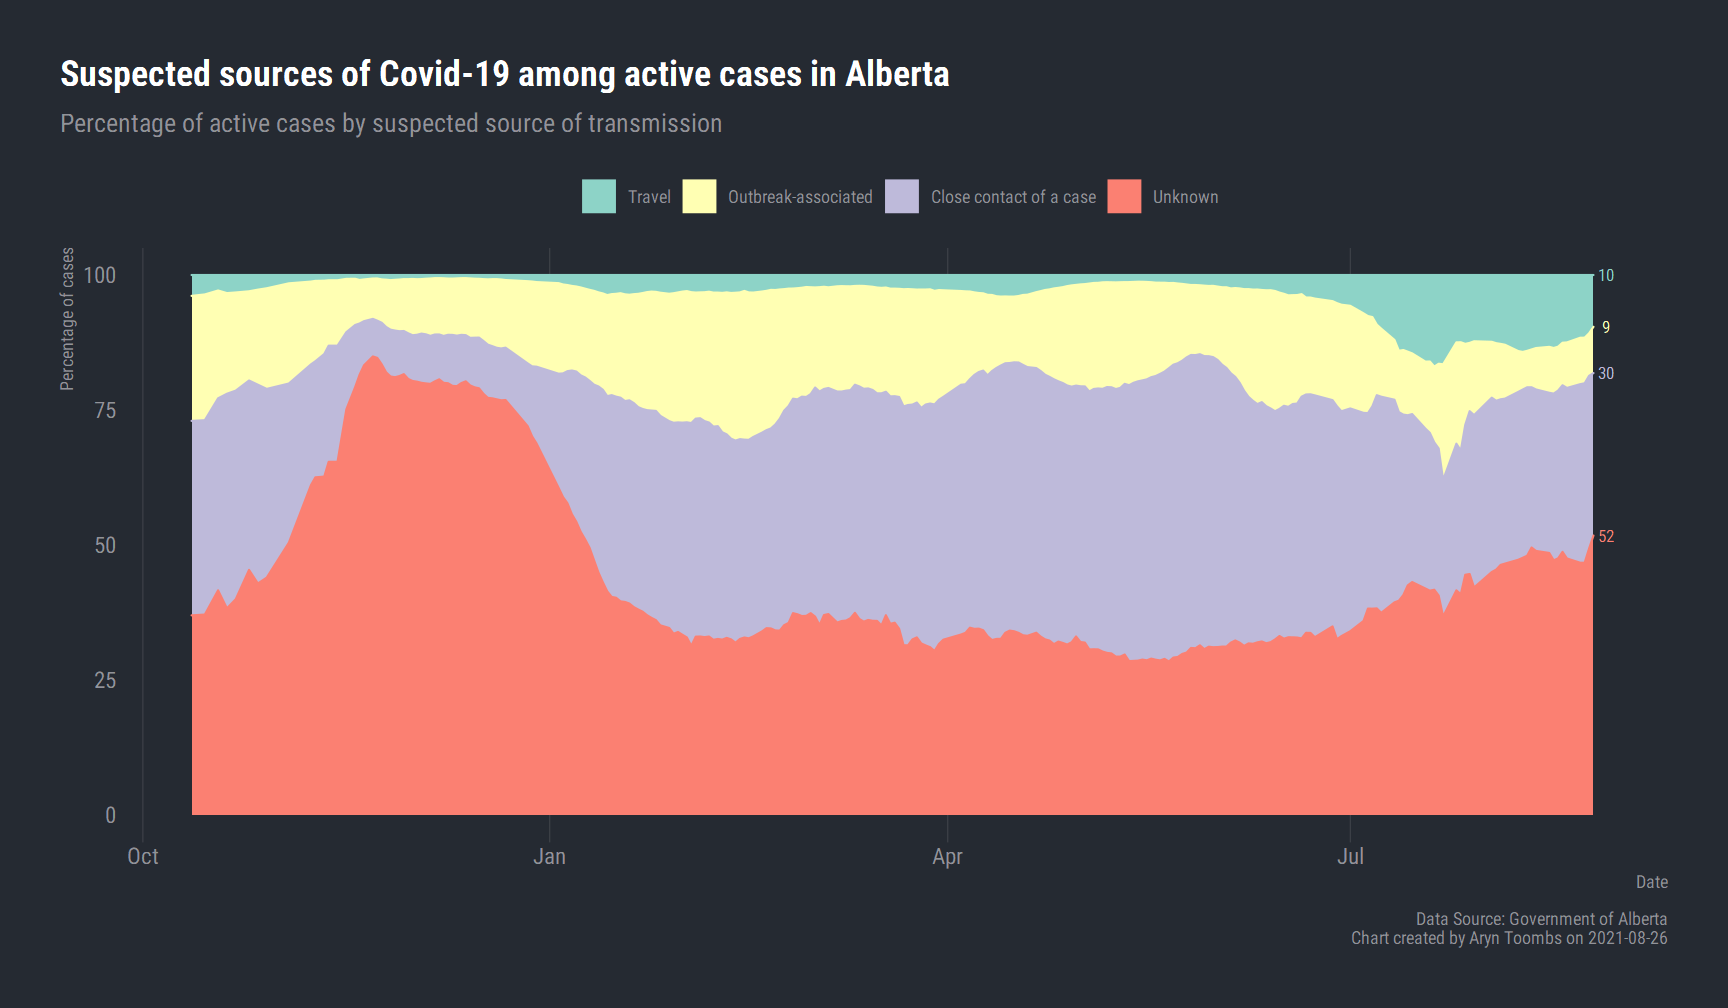 Suspected sources of Covid-19 among active cases in Alberta
Percentage of active cases by suspected source of transmission
Travel Outbreak-associated Close contact of a case Unknown
Percentage of cases
100
75
50
25
0
10
9
30
52
Oct Jan Apr Jul
Date
Data Source: Government of Alberta
Chart created by Aryn Toombs on 2021-08-26